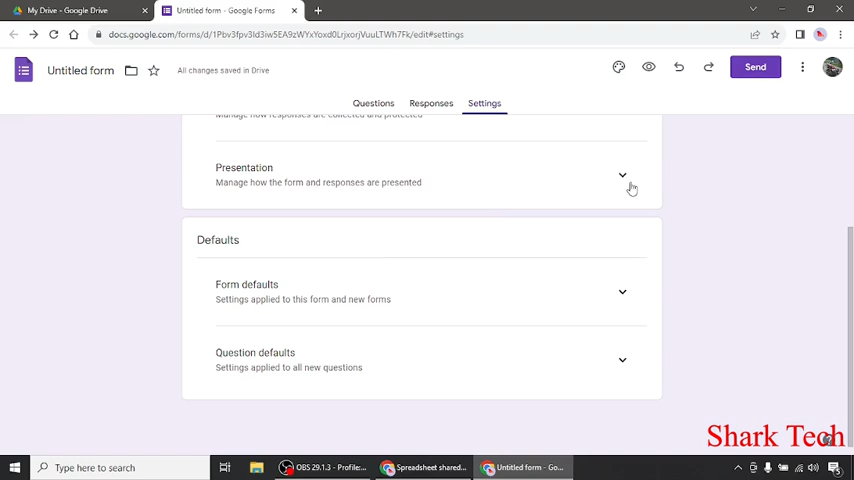 My Drive - Google Drive
Untitled form - Google Forms
docs.google.com/forms/d/1Pbv3fpv3Id3iw5EA9zWYxYoxd0LrjxorjVuuLTWh7Fk/edit#settings
Untitled form
All changes saved in Drive
Send
Questions
Responses
Settings
Manage how responses are collected and protected
Presentation
Manage how the form and responses are presented
Defaults
Form defaults
Settings applied to this form and new forms
Question defaults
Settings applied to all new questions
Shark Tech
Type here to search
OBS 29.1.3 - Profile:...
Spreadsheet shared...
Untitled form - Go...
5